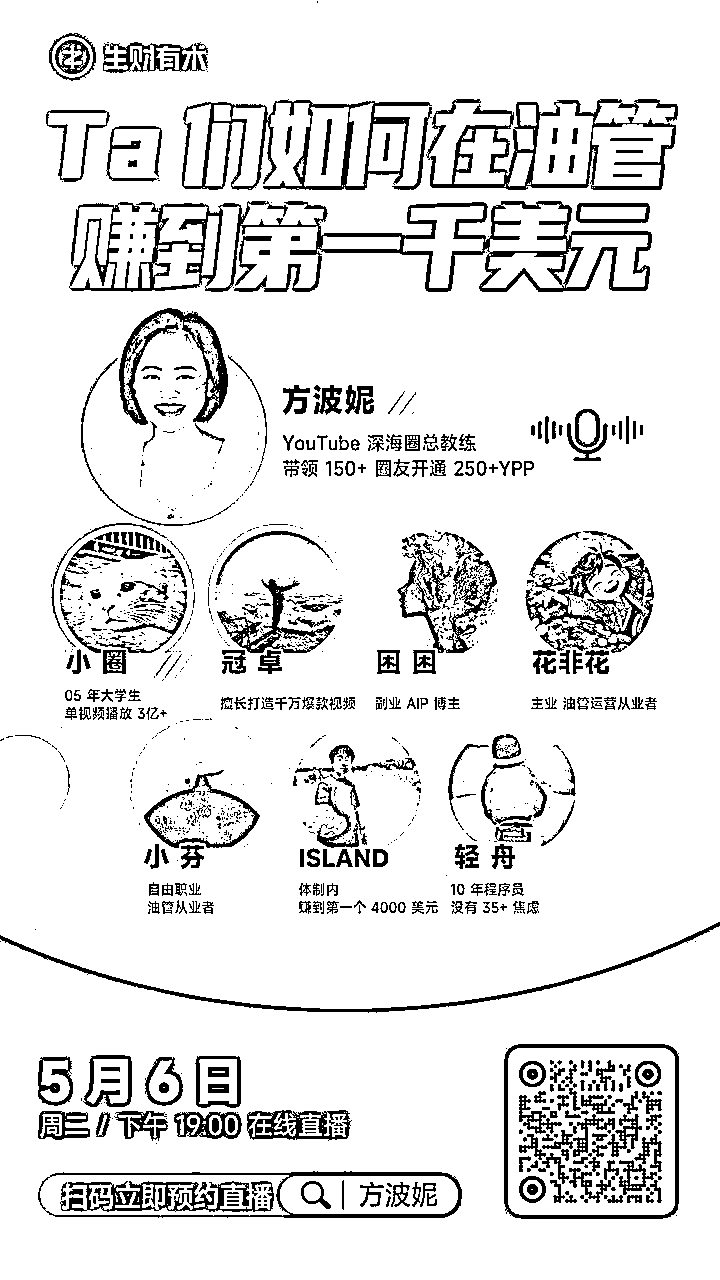 生财有术
Ta 们如何在油管
赚到第一千美元
方波妮
YouTube 深海圈总教练
带领 150+ 圈友开通 250+YPP
小圈
冠卓
困困
花非花
05 年大学生
单视频播放 3亿+
擅长打造千万爆款视频
副业 AIP 博主
主业 油管运营从业者
小芬
ISLAND
轻舟
自由职业
油管从业者
体制内
赚到第一个 4000 美元
10 年程序员
没有 35+ 焦虑
5月6日
周二 / 下午 19:00 在线直播
扫码立即预约直播
方波妮